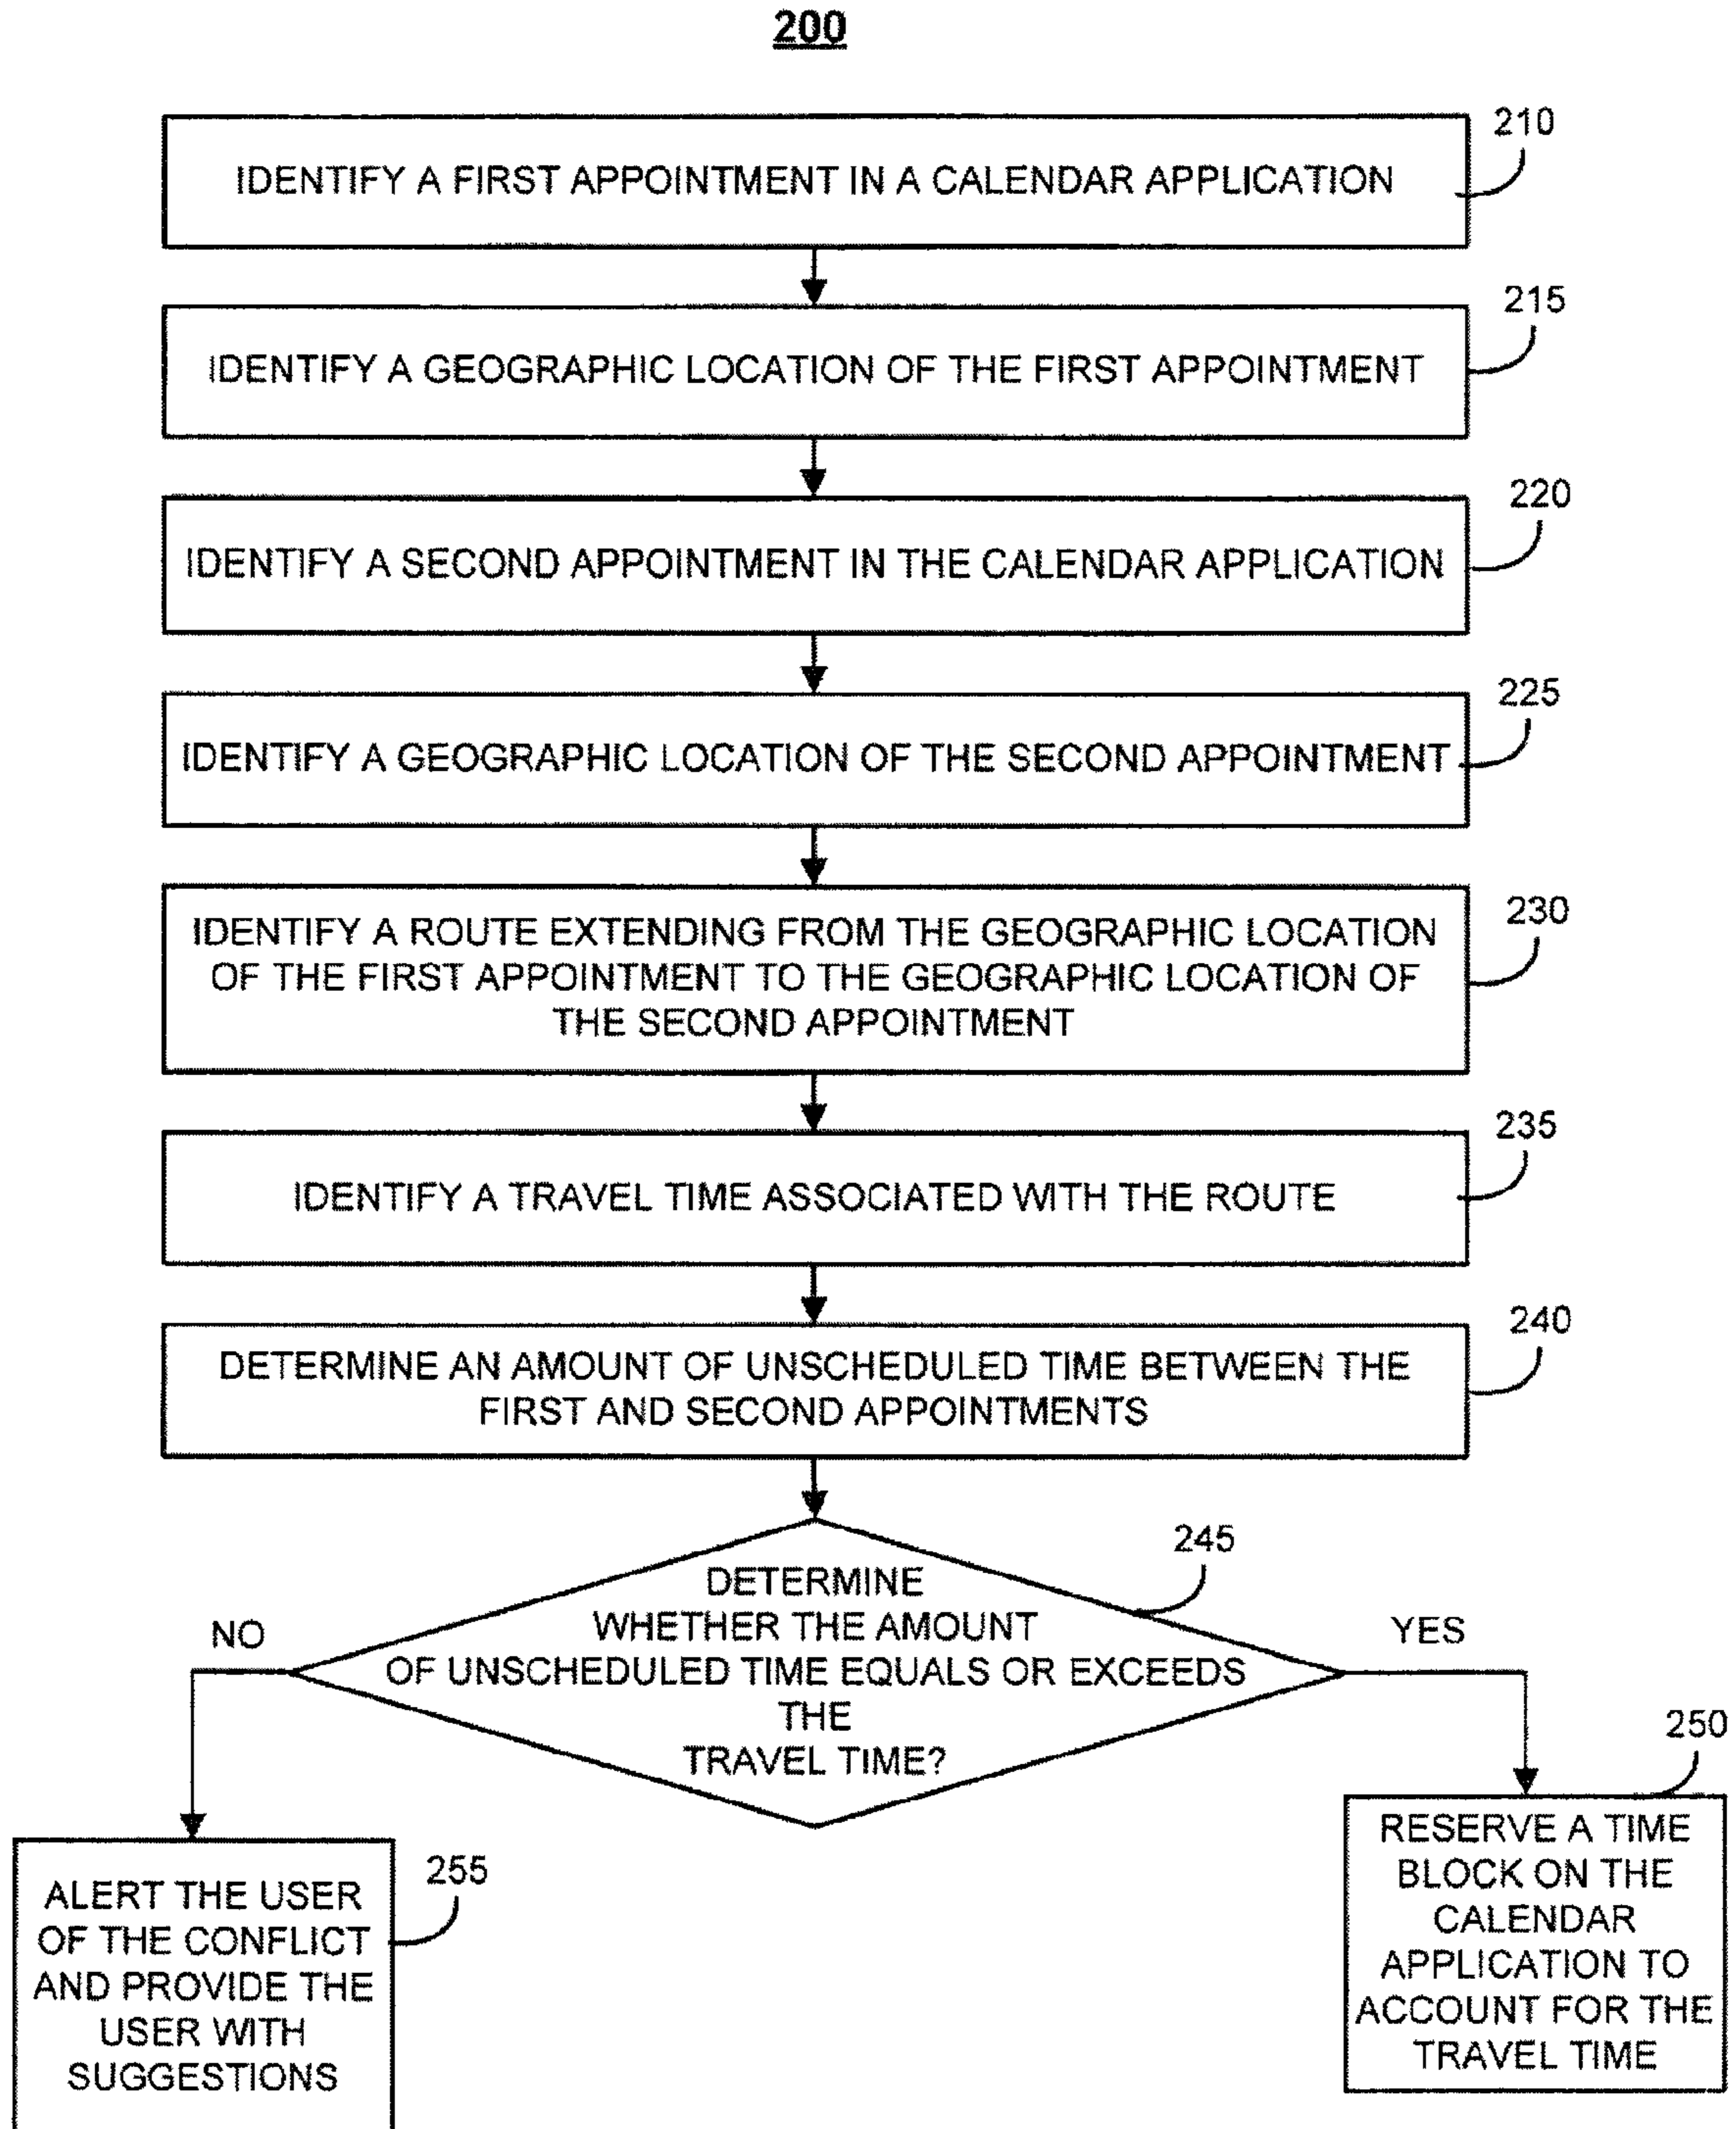 200
210
IDENTIFY A FIRST APPOINTMENT IN A CALENDAR APPLICATION
215
IDENTIFY A GEOGRAPHIC LOCATION OF THE FIRST APPOINTMENT
220
IDENTIFY A SECOND APPOINTMENT IN THE CALENDAR APPLICATION
225
IDENTIFY A GEOGRAPHIC LOCATION OF THE SECOND APPOINTMENT
230
IDENTIFY A ROUTE EXTENDING FROM THE GEOGRAPHIC LOCATION
OF THE FIRST APPOINTMENT TO THE GEOGRAPHIC LOCATION OF
THE SECOND APPOINTMENT
235
IDENTIFY A TRAVEL TIME ASSOCIATED WITH THE ROUTE
240
DETERMINE AN AMOUNT OF UNSCHEDULED TIME BETWEEN THE
FIRST AND SECOND APPOINTMENTS
245
DETERMINE
WHETHER THE AMOUNT
OF UNSCHEDULED TIME EQUALS OR EXCEEDS
THE
TRAVEL TIME?
NO
YES
255
ALERT THE USER
OF THE CONFLICT
AND PROVIDE THE
USER WITH
SUGGESTIONS
250
RESERVE A TIME
BLOCK ON THE
CALENDAR
APPLICATION TO
ACCOUNT FOR THE
TRAVEL TIME